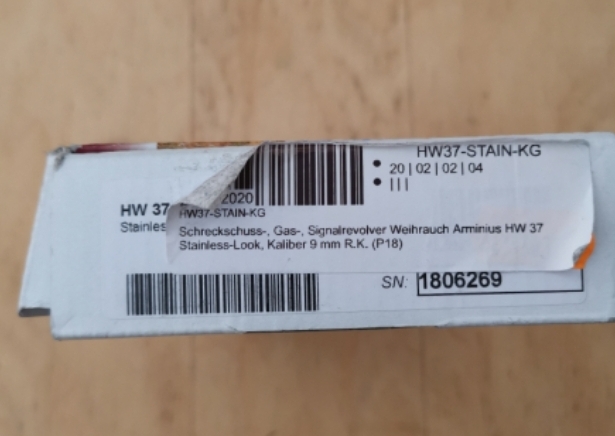 HW37-STAIN-KG
20 | 02 | 02 | 04
|||
2020
HW 37
HW37-STAIN-KG
Stainles
Schreckschuss-, Gas-, Signalrevolver Weihrauch Arminius HW 37
Stainless-Look, Kaliber 9 mm R.K. (P18)
SN: 1806269